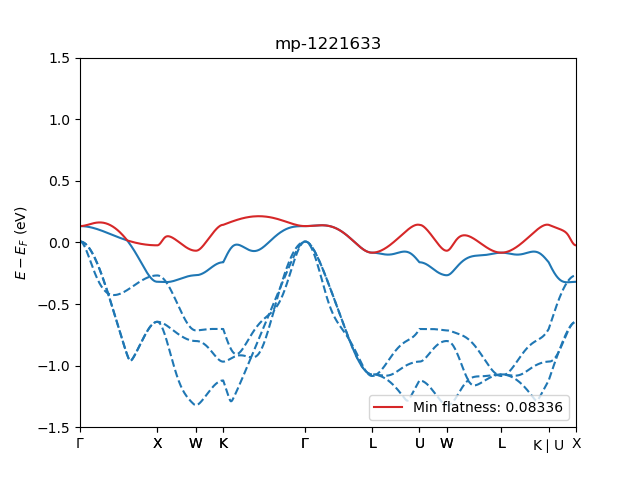 mp-1221633
1.5
1.0
0.5
0.0
−0.5
−1.0
−1.5
E − E_F (eV)
Min flatness: 0.08336
Γ X W K Γ L U W L K | U X